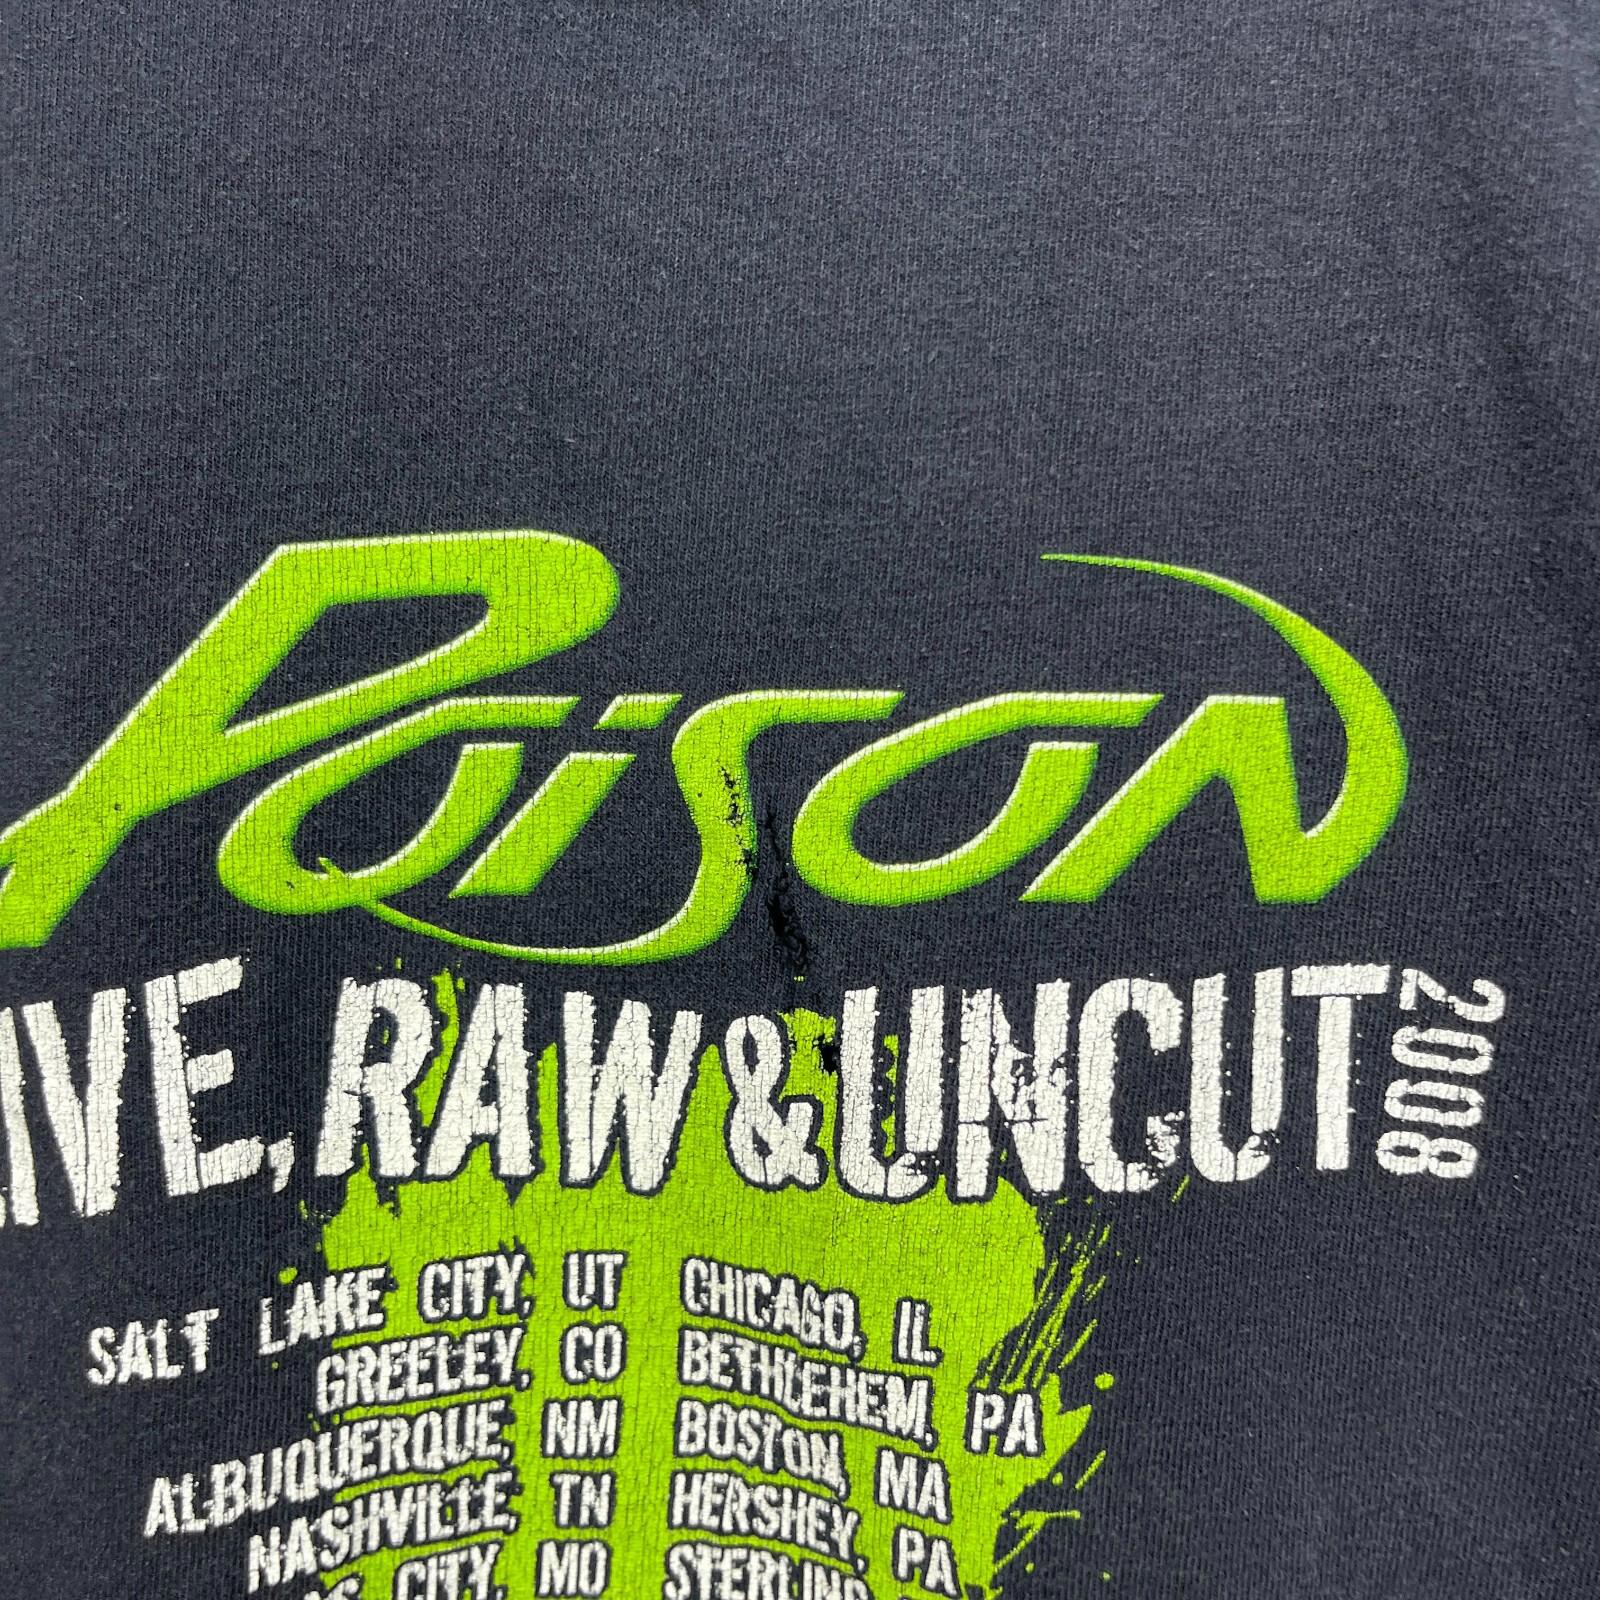 Poison
IVE, RAW & UNCUT 2008
SALT LAKE CITY, UT
GREELEY, CO
ALBUQUERQUE, NM
NASHVILLE, TN
CITY, MO
CHICAGO, IL
BETHLEHEM, PA
BOSTON, MA
HERSHEY, PA
STERLING